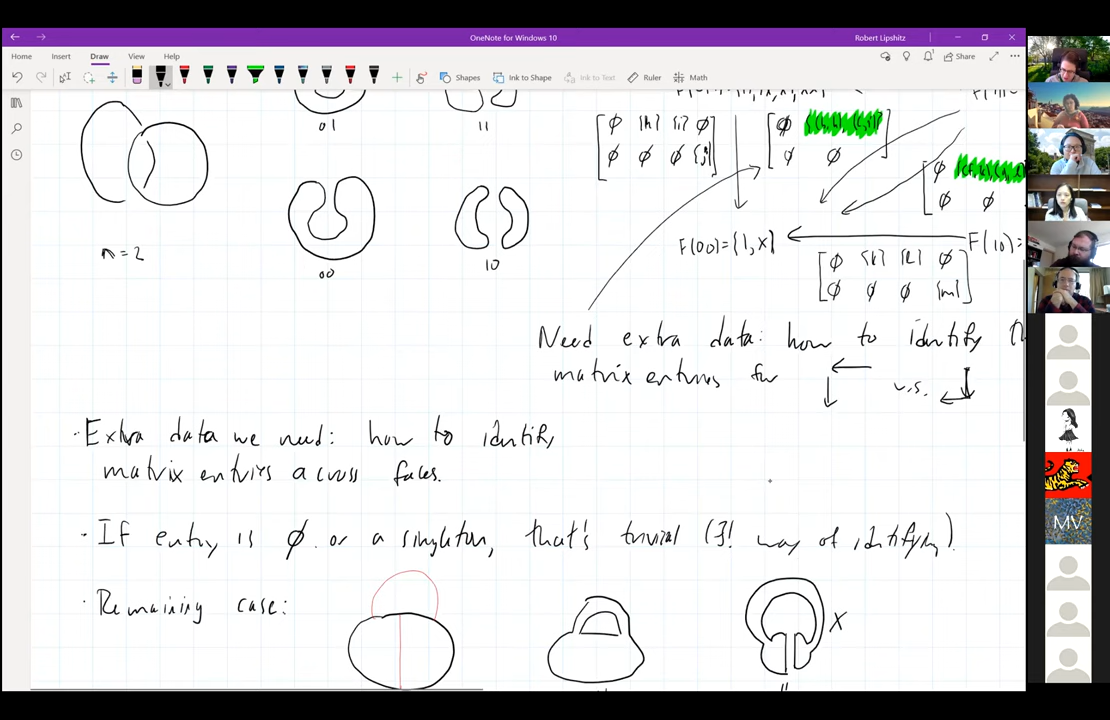 OneNote for Windows 10
Robert Lipshitz
Home Insert Draw View Help
Share
Shapes Ink to Shape Ink to Text Ruler Math
01
11
00
10
n=2
[∅ {k} {i} ∅
∅ ∅ ∅ {j}]
F(00)={1,x}
F(10)=
[∅ {k} {l} ∅
∅ ∅ ∅ {m}]
Need extra data: how to identify
matrix entries for
v.s.
· Extra data we need: how to identify
matrix entries across faces.
· If entry is ∅ or a singleton, that's trivial (∃! way of identifying).
· Remaining case:
x
MV